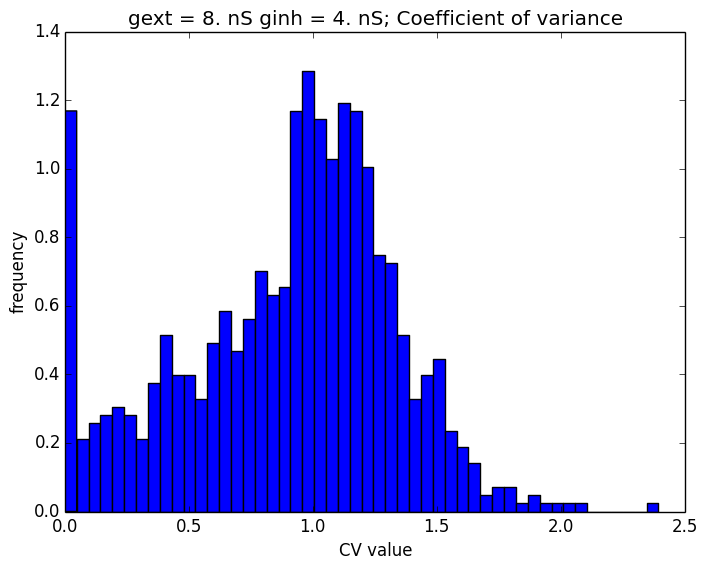 gext = 8. nS ginh = 4. nS; Coefficient of variance
1.4
1.2
1.0
0.8
0.6
0.4
0.2
0.0
frequency
0.0 0.5 1.0 1.5 2.0 2.5
CV value